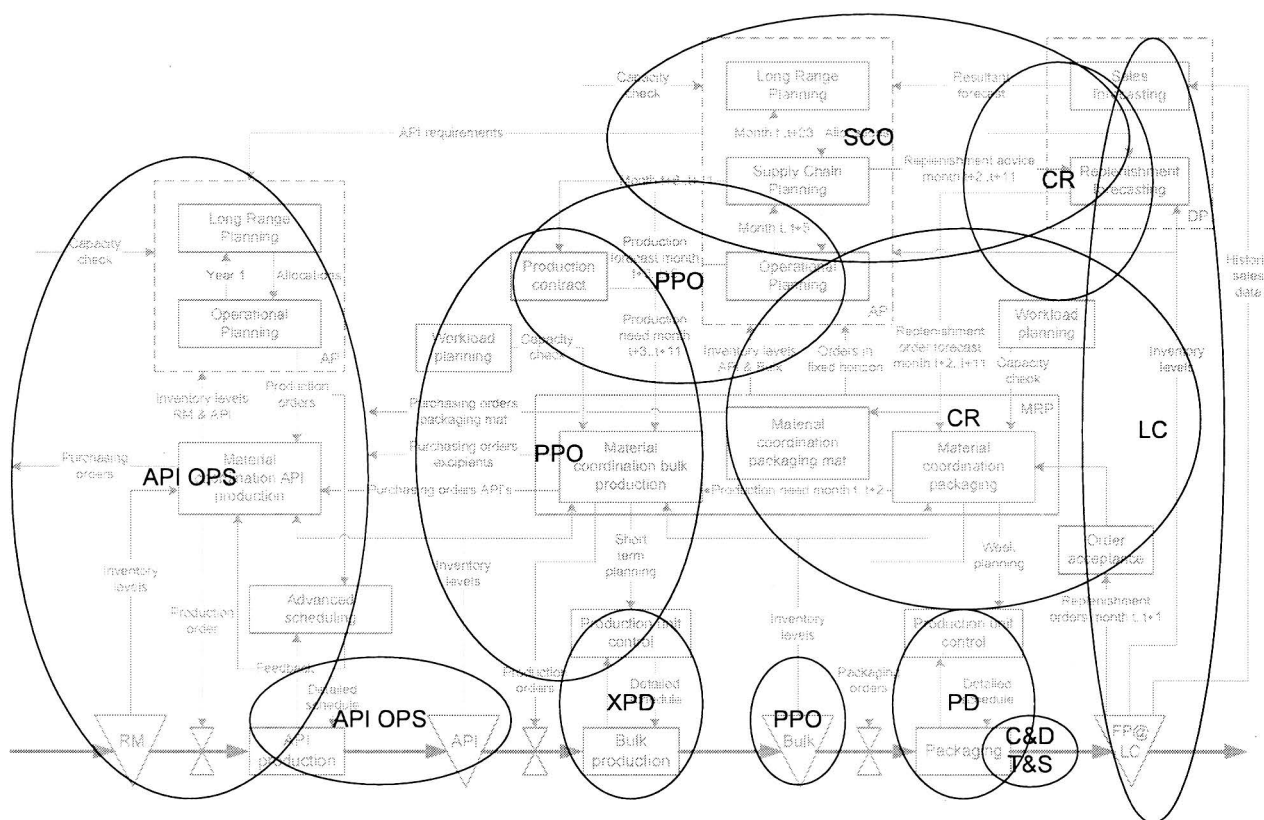 Capacity
check
Long Range
Planning
Resultant
forecast
Sales
forecasting
API requirements
Month t, t+23
Allocations
SCO
Supply Chain
Planning
Replenishment advice
month t+2, t+11
CR
Replenishment
forecasting
DP
Month t+6, t+11
Long Range
Planning
Capacity
check
Year 1
Allocations
Operational
Planning
AP
Production
contract
Production
forecast month
PPO
Month t, t+5
Operational
Planning
AP
Historic
sales
data
Workload
planning
Capacity
check
Production
need month
t+3, t+11
Inventory levels
API & Bulk
Orders in
fixed horizon
Replenishment
order forecast
month t+2, t+11
Workload
planning
Capacity
check
Inventory
levels
Inventory levels
RM & API
Production
orders
Purchasing orders
packaging mat
MRP
CR
LC
Purchasing
orders
API OPS
Material
coordination API
production
Purchasing orders
excipients
PPO
Material
coordination bulk
production
Material
coordination
packaging mat
Material
coordination
packaging
Purchasing orders API's
Production need month t, t+2
Inventory
levels
Production
order
Advanced
scheduling
Inventory
levels
Short
term
planning
Week
planning
Order
acceptance
Replenishment
orders month t, t+1
Feedback
Detailed
schedule
Production
orders
Production unit
control
Detailed
schedule
Inventory
levels
Packaging
orders
Production unit
control
Detailed
schedule
API OPS
XPD
PPO
PD
C&D
T&S
RM
API
production
API
Bulk
production
Bulk
Packaging
FP@
LC